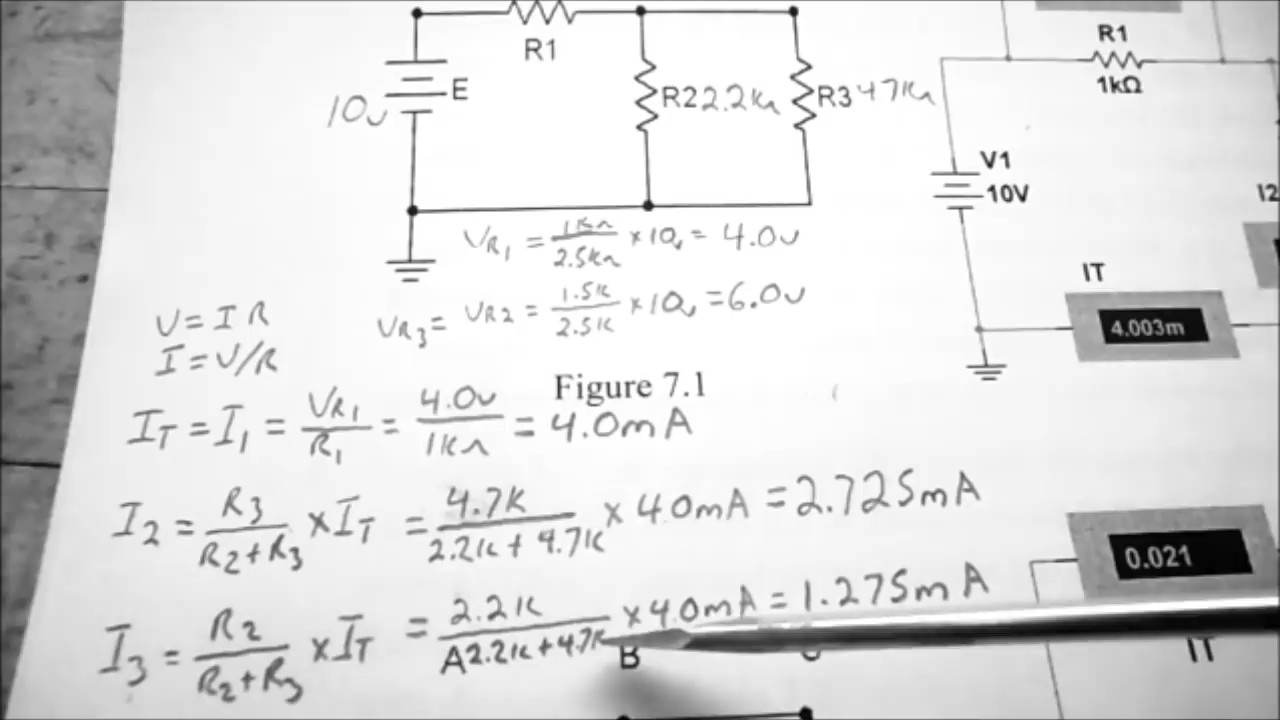 R1
10v E R2 2.2KΩ R3 47KΩ
R1
1kΩ
V1
10V
I2
IT
4.003m
VR1 = 1KΩ/2.5KΩ × 10v = 4.0v
VR3 = VR2 = 1.5K/2.5K × 10v = 6.0v
V = I R
I = V/R
Figure 7.1
IT = I1 = VR1/R1 = 4.0v/1KΩ = 4.0mA
I2 = R3/R2+R3 × IT = 4.7K/2.2K+4.7K × 4.0mA = 2.725mA
0.021
I3 = R2/R2+R3 × IT = 2.2K/2.2K+4.7K × 4.0mA = 1.275mA
A B
IT